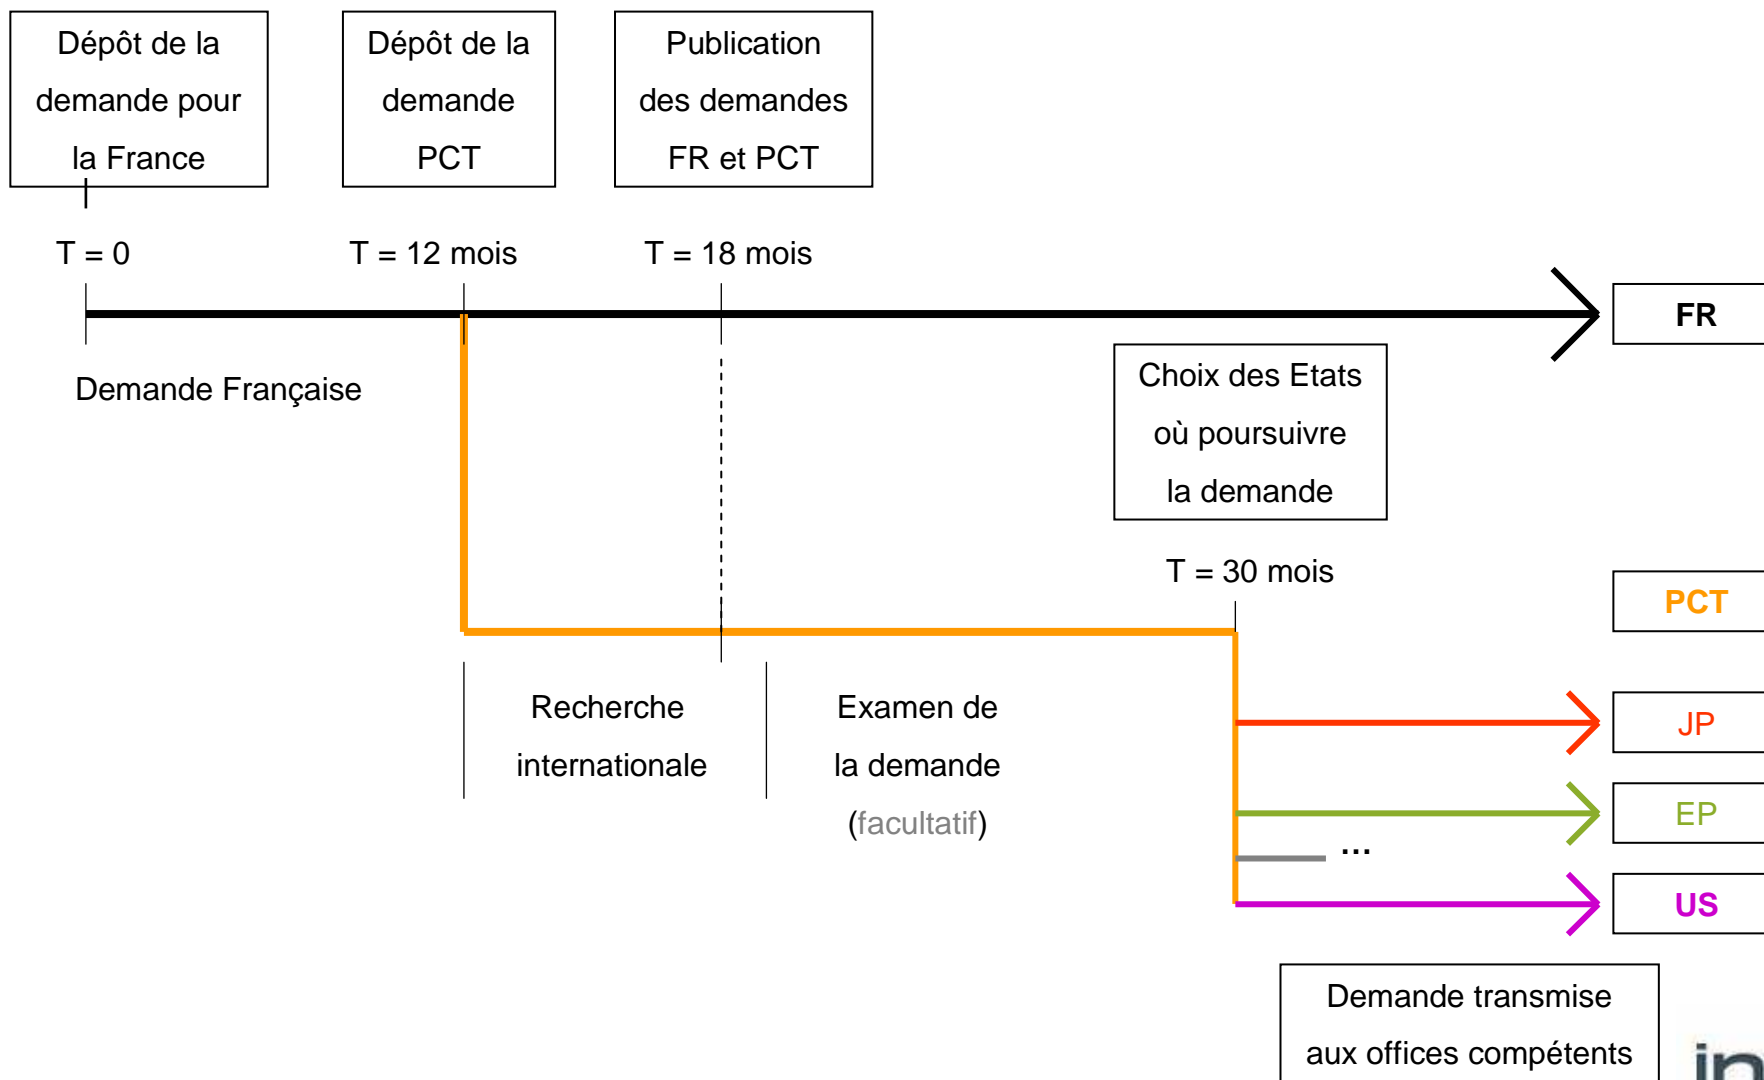 Dépôt de la
demande pour
la France
Dépôt de la
demande
PCT
Publication
des demandes
FR et PCT
T = 0
T = 12 mois
T = 18 mois
FR
Demande Française
Choix des Etats
où poursuivre
la demande
T = 30 mois
PCT
Recherche
internationale
Examen de
la demande
(facultatif)
JP
EP
...
US
Demande transmise
aux offices compétents